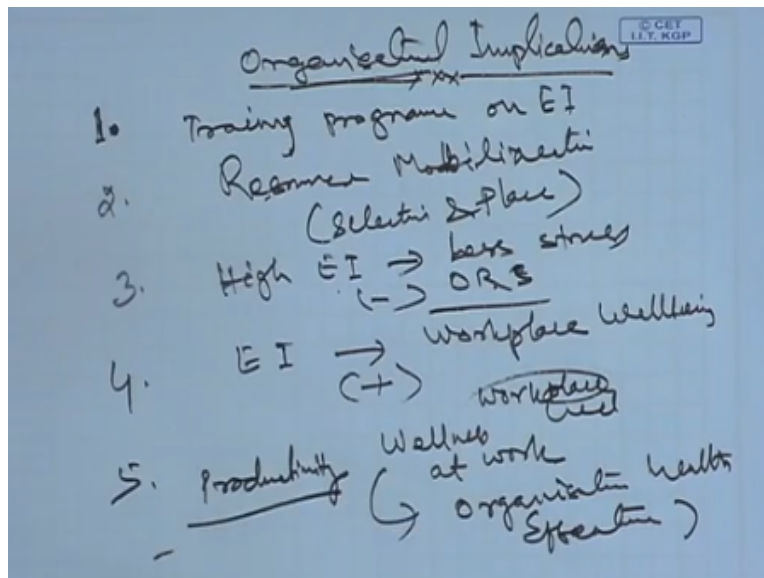 © CET
I.I.T. KGP
Organisational Implications
1. Training programme on EI
2. Resource Mobilization
(Selection & Place)
3. High EI → Less stress
(-) ORS
4. EI → Workplace Wellbeing
(+) workplace
5. Productivity Wellness
at work
Organisation health
Effective)